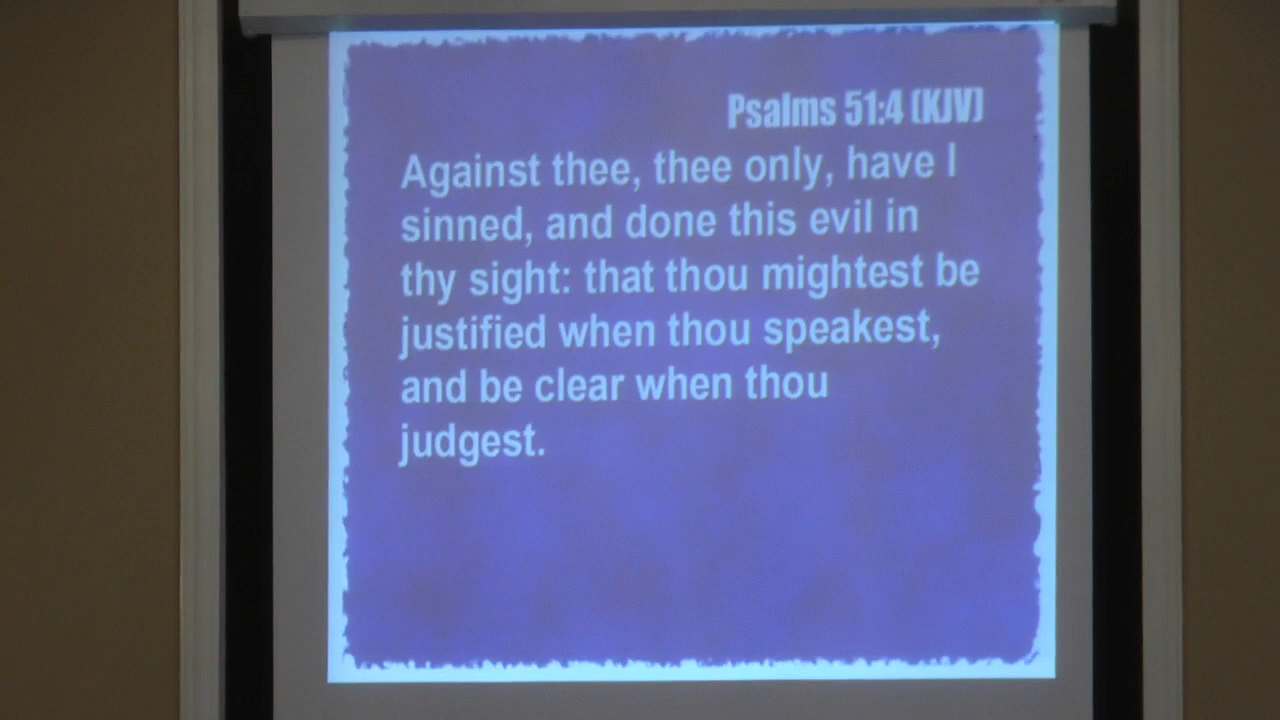 Psalms 51:4 (KJV)
Against thee, thee only, have I
sinned, and done this evil in
thy sight: that thou mightest be
justified when thou speakest,
and be clear when thou
judgest.